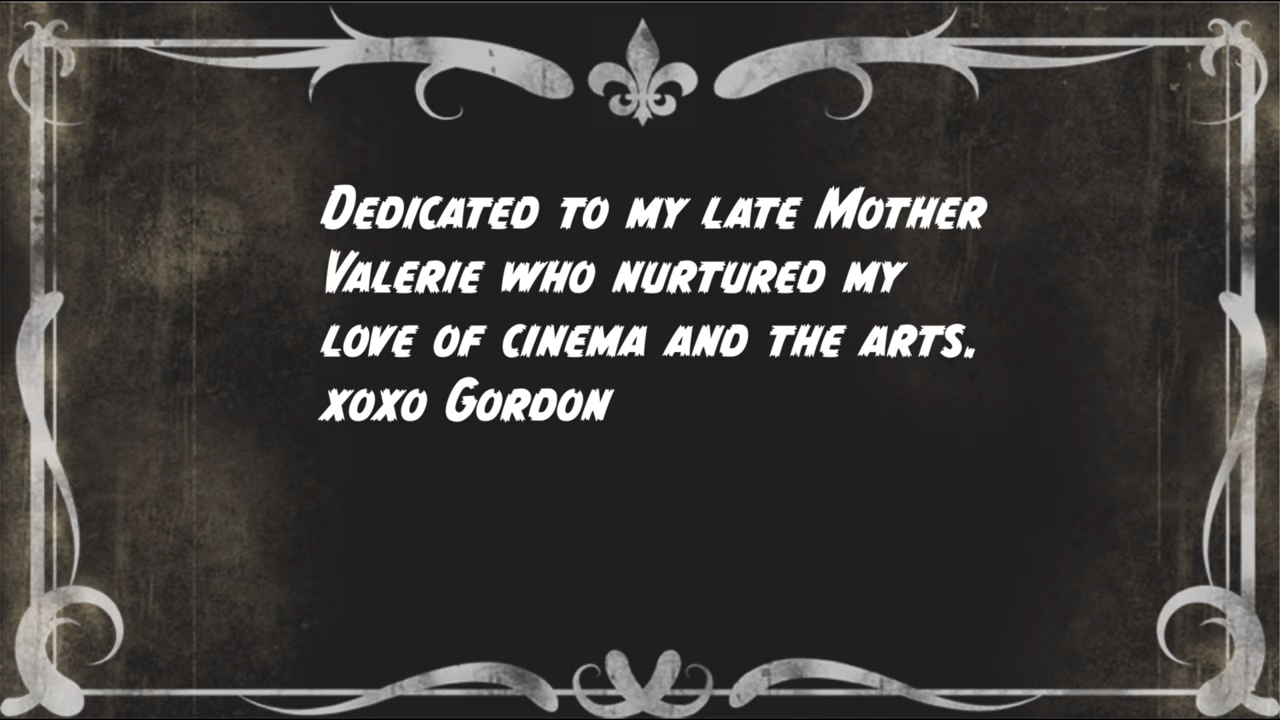 Dedicated to my late Mother
Valerie who nurtured my
love of cinema and the arts.
xoxo Gordon